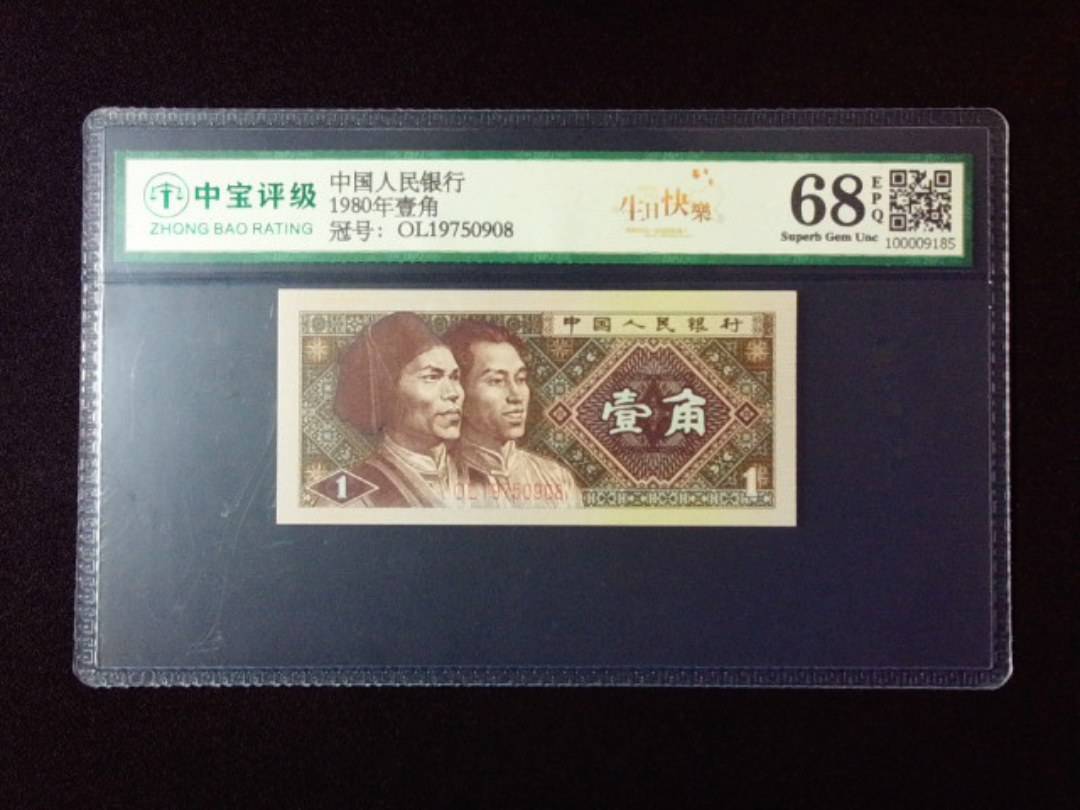 中宝评级
ZHONG BAO RATING
中国人民银行
1980年壹角
冠号：OL19750908
生日快樂
68
EPQ
Superb Gem Unc
100009185
中国人民银行
壹角
1
OL19750908
1